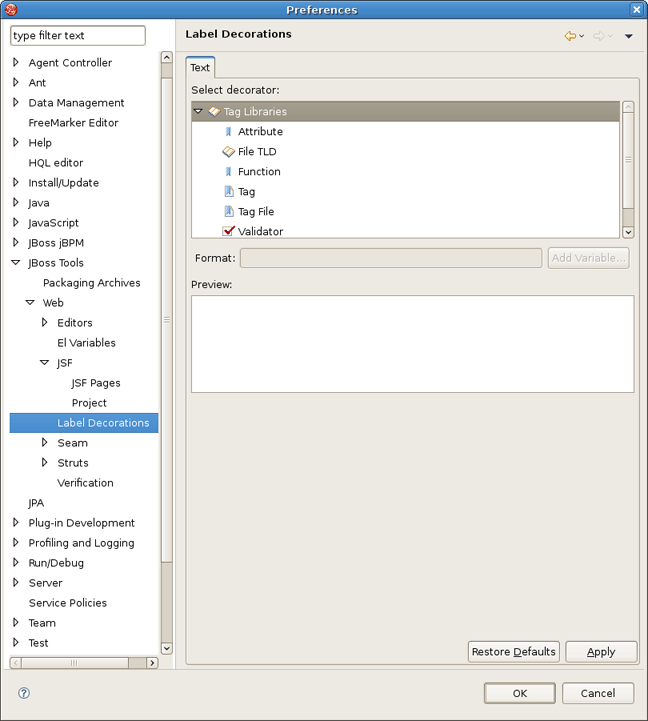 Preferences
type filter text
Agent Controller
Ant
Data Management
FreeMarker Editor
Help
HQL editor
Install/Update
Java
JavaScript
JBoss jBPM
JBoss Tools
Packaging Archives
Web
Editors
El Variables
JSF
JSF Pages
Project
Label Decorations
Seam
Struts
Verification
JPA
Plug-in Development
Profiling and Logging
Run/Debug
Server
Service Policies
Team
Test
Label Decorations
Text
Select decorator:
Tag Libraries
Attribute
File TLD
Function
Tag
Tag File
Validator
Format:
Add Variable...
Preview:
Restore Defaults
Apply
?
OK
Cancel